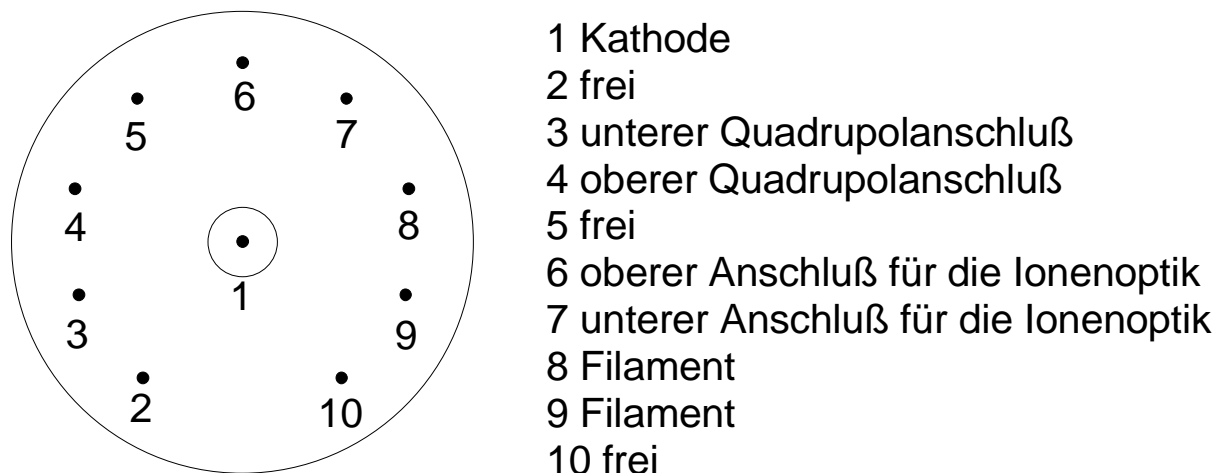 6
5
7
4
8
1
3
9
2
10
1 Kathode
2 frei
3 unterer Quadrupolanschluß
4 oberer Quadrupolanschluß
5 frei
6 oberer Anschluß für die Ionenoptik
7 unterer Anschluß für die Ionenoptik
8 Filament
9 Filament
10 frei